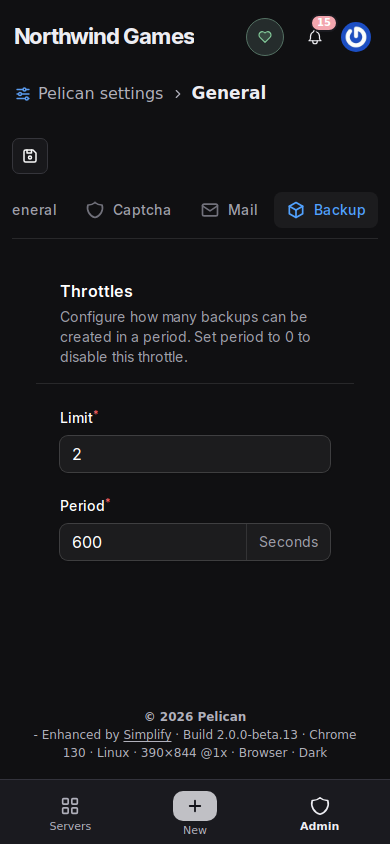 Northwind Games
15
Pelican settings > General
eneral
Captcha
Mail
Backup
Throttles
Configure how many backups can be
created in a period. Set period to 0 to
disable this throttle.
Limit*
2
Period*
600
Seconds
© 2026 Pelican
- Enhanced by Simplify · Build 2.0.0-beta.13 · Chrome
130 · Linux · 390×844 @1x · Browser · Dark
Servers
New
Admin